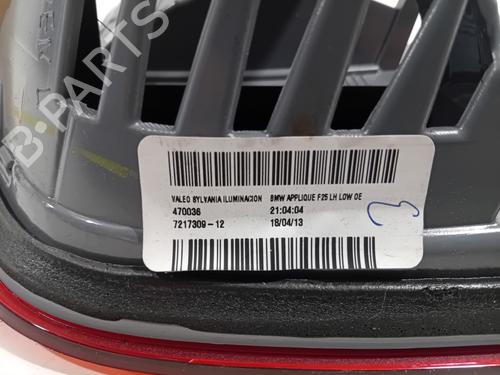 B-PARTS
VALEO SYLVANIA ILUMINACION BMW APPLIQUE F25 LH LOW OE
470036 21:04:04
7217309-12 18/04/13
3